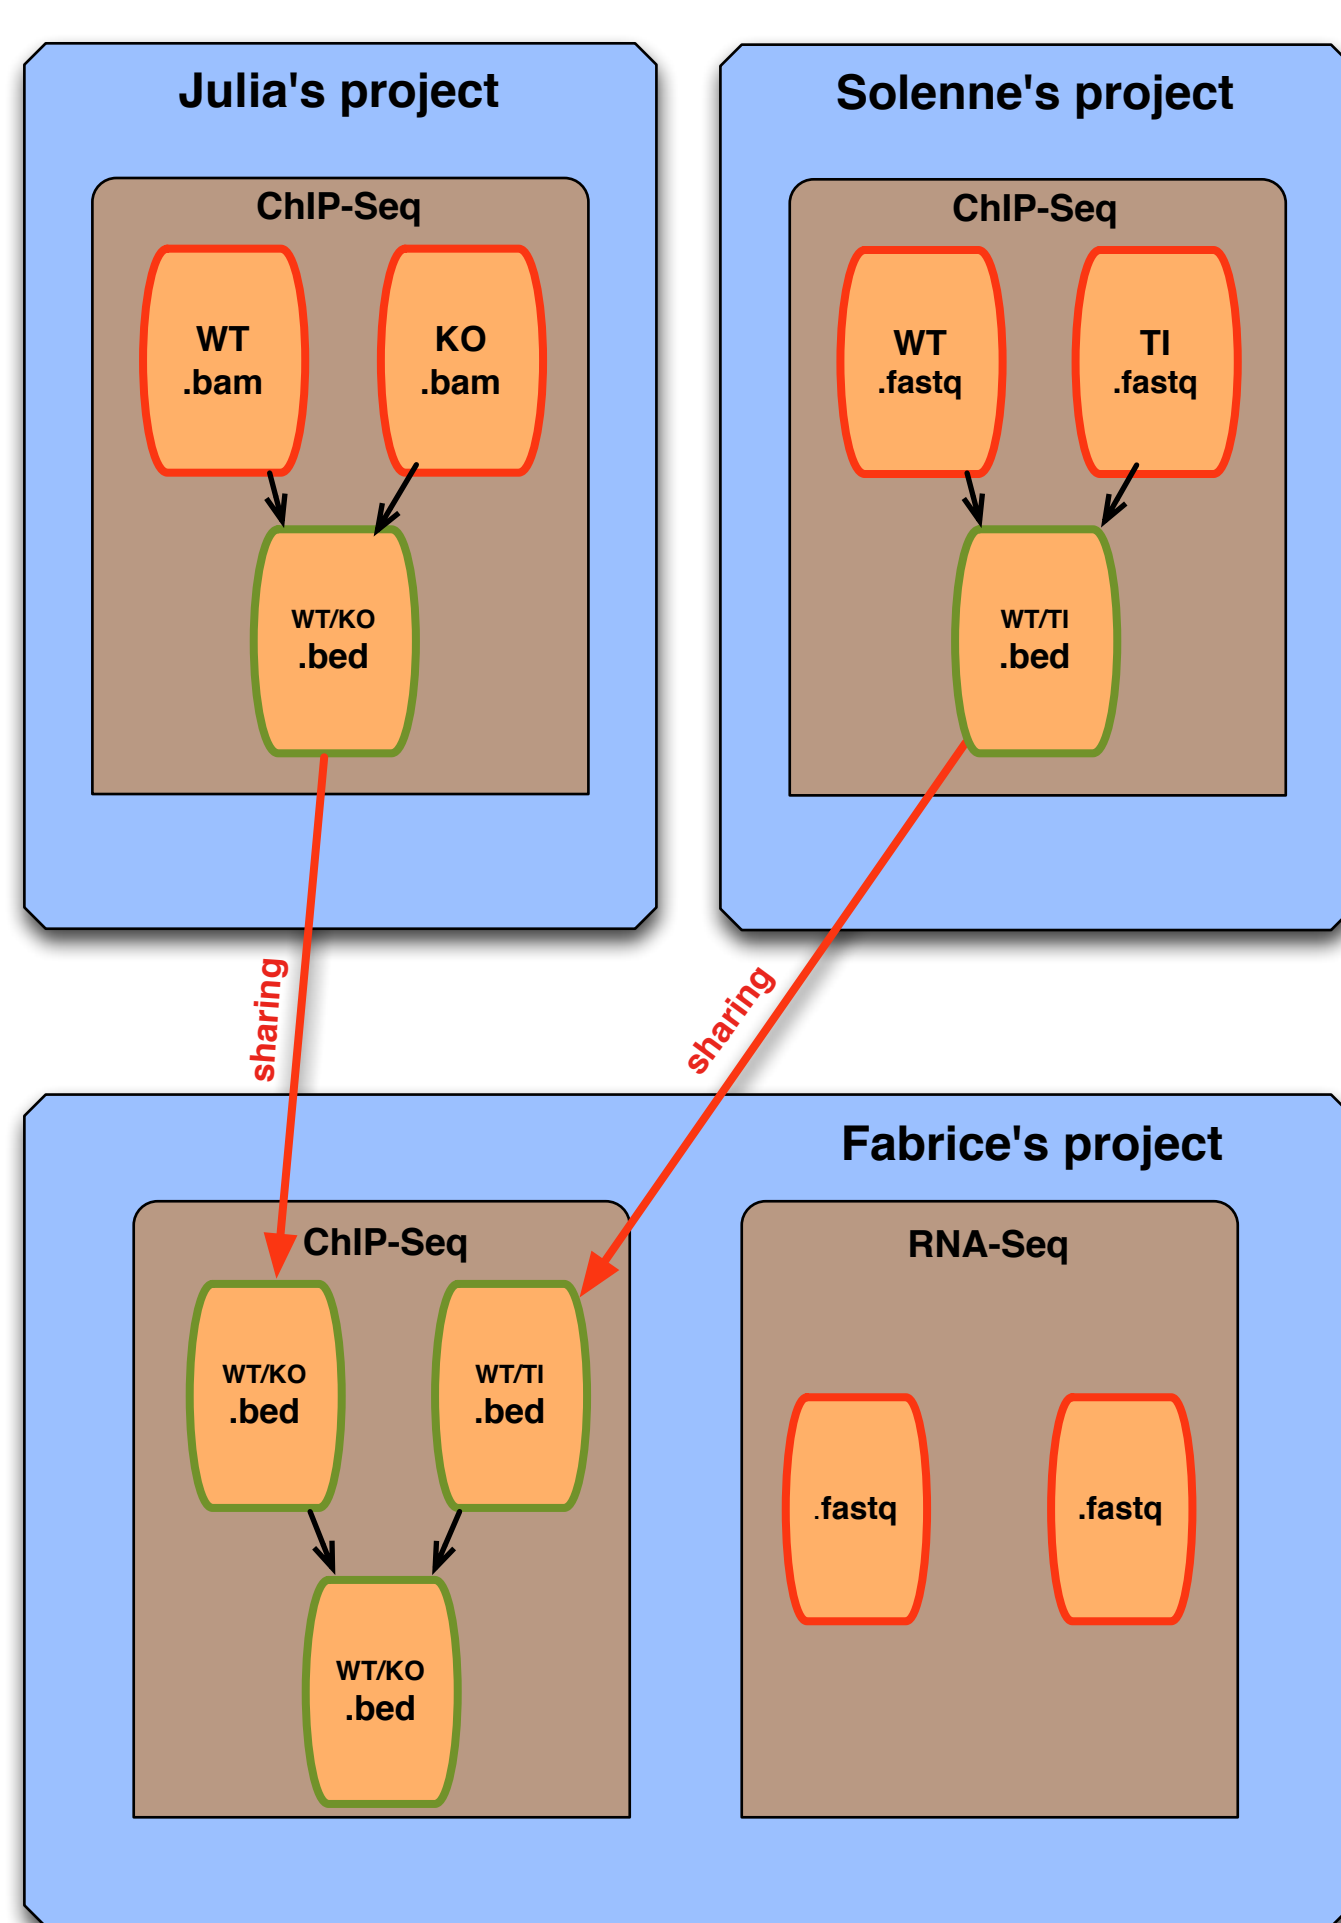 Julia's project
ChIP-Seq
WT
.bam
KO
.bam
WT/KO
.bed
Solenne's project
ChIP-Seq
WT
.fastq
TI
.fastq
WT/TI
.bed
sharing
sharing
Fabrice's project
ChIP-Seq
WT/KO
.bed
WT/TI
.bed
WT/KO
.bed
RNA-Seq
.fastq
.fastq